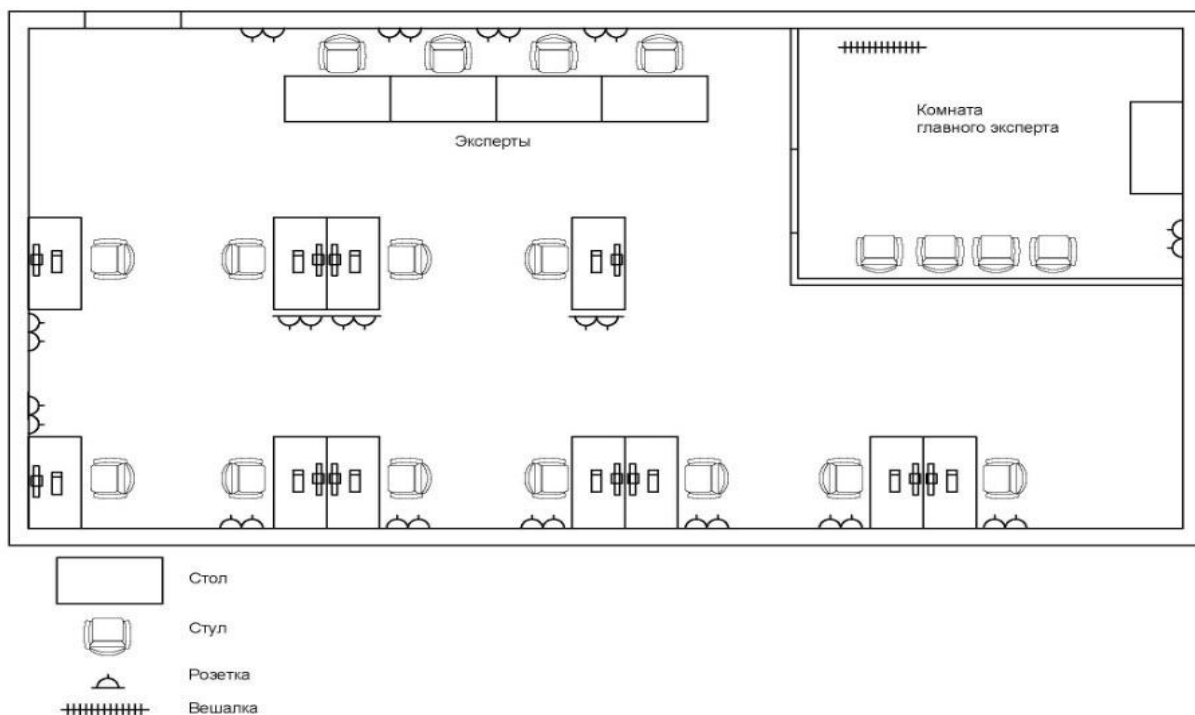 Эксперты
Комната
главного эксперта
Стол
Стул
Розетка
Вешалка